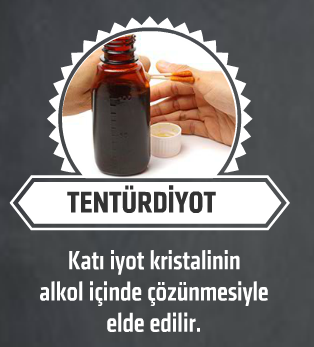 TENTÜRDİYOT
Katı iyot kristalinin
alkol içinde çözünmesiyle
elde edilir.